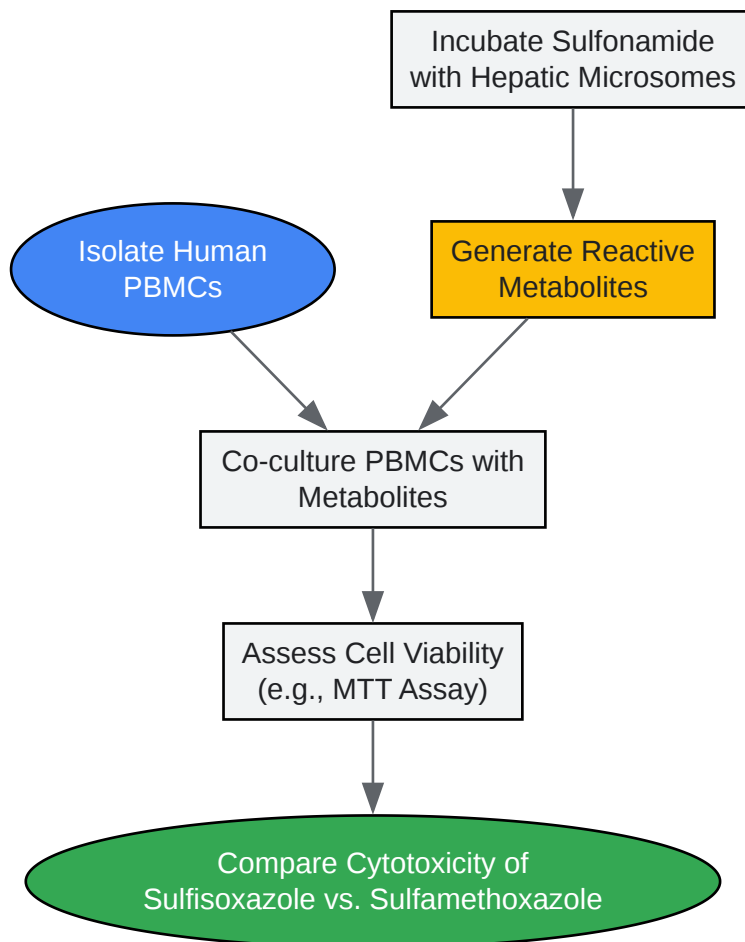 Incubate Sulfonamide
with Hepatic Microsomes
Isolate Human
PBMCs
Generate Reactive
Metabolites
Co-culture PBMCs with
Metabolites
Assess Cell Viability
(e.g., MTT Assay)
Compare Cytotoxicity of
Sulfisoxazole vs. Sulfamethoxazole